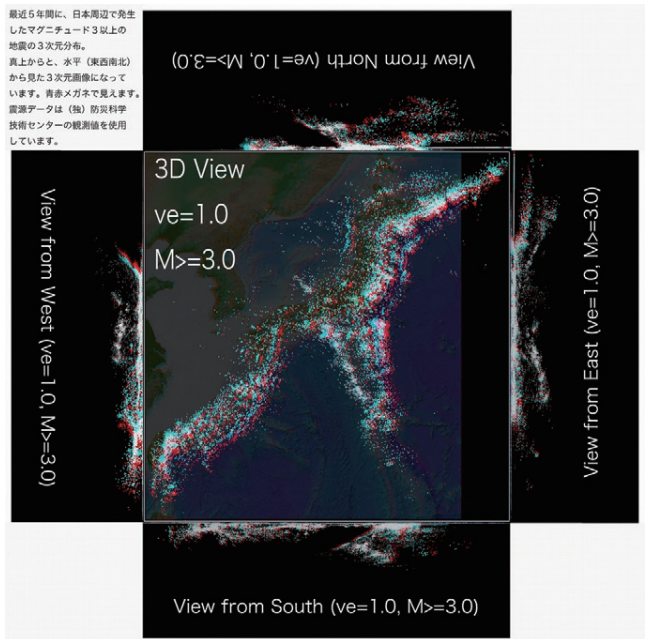 最近５年間に、日本周辺で発生
したマグニチュード３以上の
地震の３次元分布。
真上からと、水平（東西南北）
から見た３次元画像になって
います。青赤メガネで見えます。
震源データは（独）防災科学
技術センターの観測値を使用
しています。
View from North (ve=1.0, M>=3.0)
3D View
ve=1.0
M>=3.0
View from West (ve=1.0, M>=3.0)
View from East (ve=1.0, M>=3.0)
View from South (ve=1.0, M>=3.0)